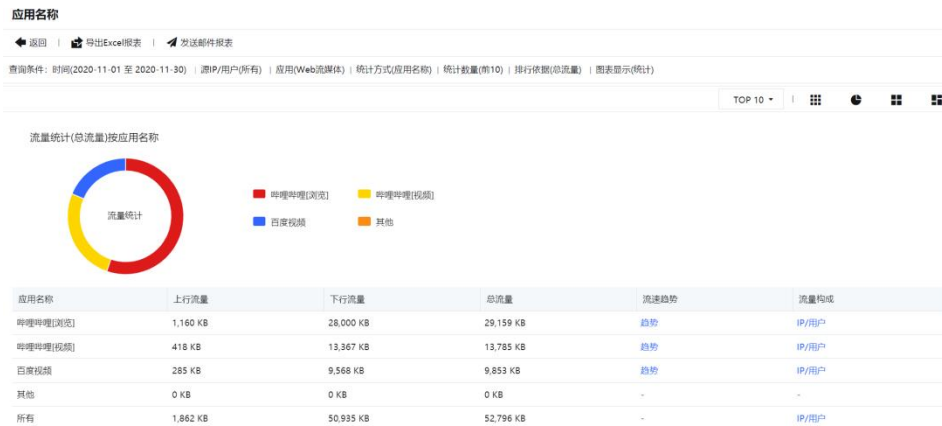 应用名称
返回 | 导出Excel报表 | 发送邮件报表
查询条件：时间(2020-11-01 至 2020-11-30) | 源IP/用户(所有) | 应用(Web流媒体) | 统计方式(应用名称) | 统计数量(前10) | 排行依据(总流量) | 图表显示(统计)
TOP 10
流量统计(总流量)按应用名称
流量统计
哔哩哔哩[浏览] 哔哩哔哩[视频]
百度视频 其他
应用名称 上行流量 下行流量 总流量 流速趋势 流量构成
哔哩哔哩[浏览] 1,160 KB 28,000 KB 29,159 KB 趋势 IP/用户
哔哩哔哩[视频] 418 KB 13,367 KB 13,785 KB 趋势 IP/用户
百度视频 285 KB 9,568 KB 9,853 KB 趋势 IP/用户
其他 0 KB 0 KB 0 KB - -
所有 1,862 KB 50,935 KB 52,796 KB - IP/用户